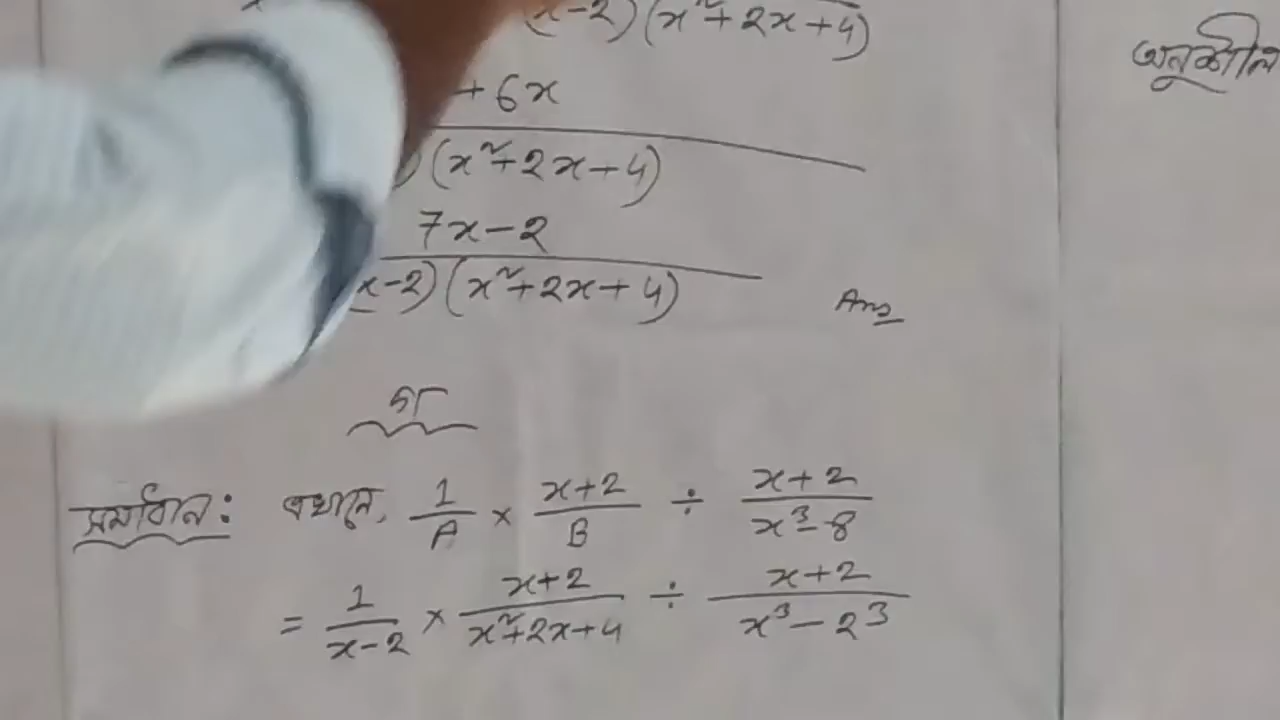 (x-2)(x²+2x+4)
অনুশীল
+6x
)(x²+2x+4)
7x-2
x-2)(x²+2x+4)
Ans
গ
সমাধান: এখানে, 1/A × x+2/B ÷ x+2/x³-8
= 1/x-2 × x+2/x²+2x+4 ÷ x+2/x³-2³